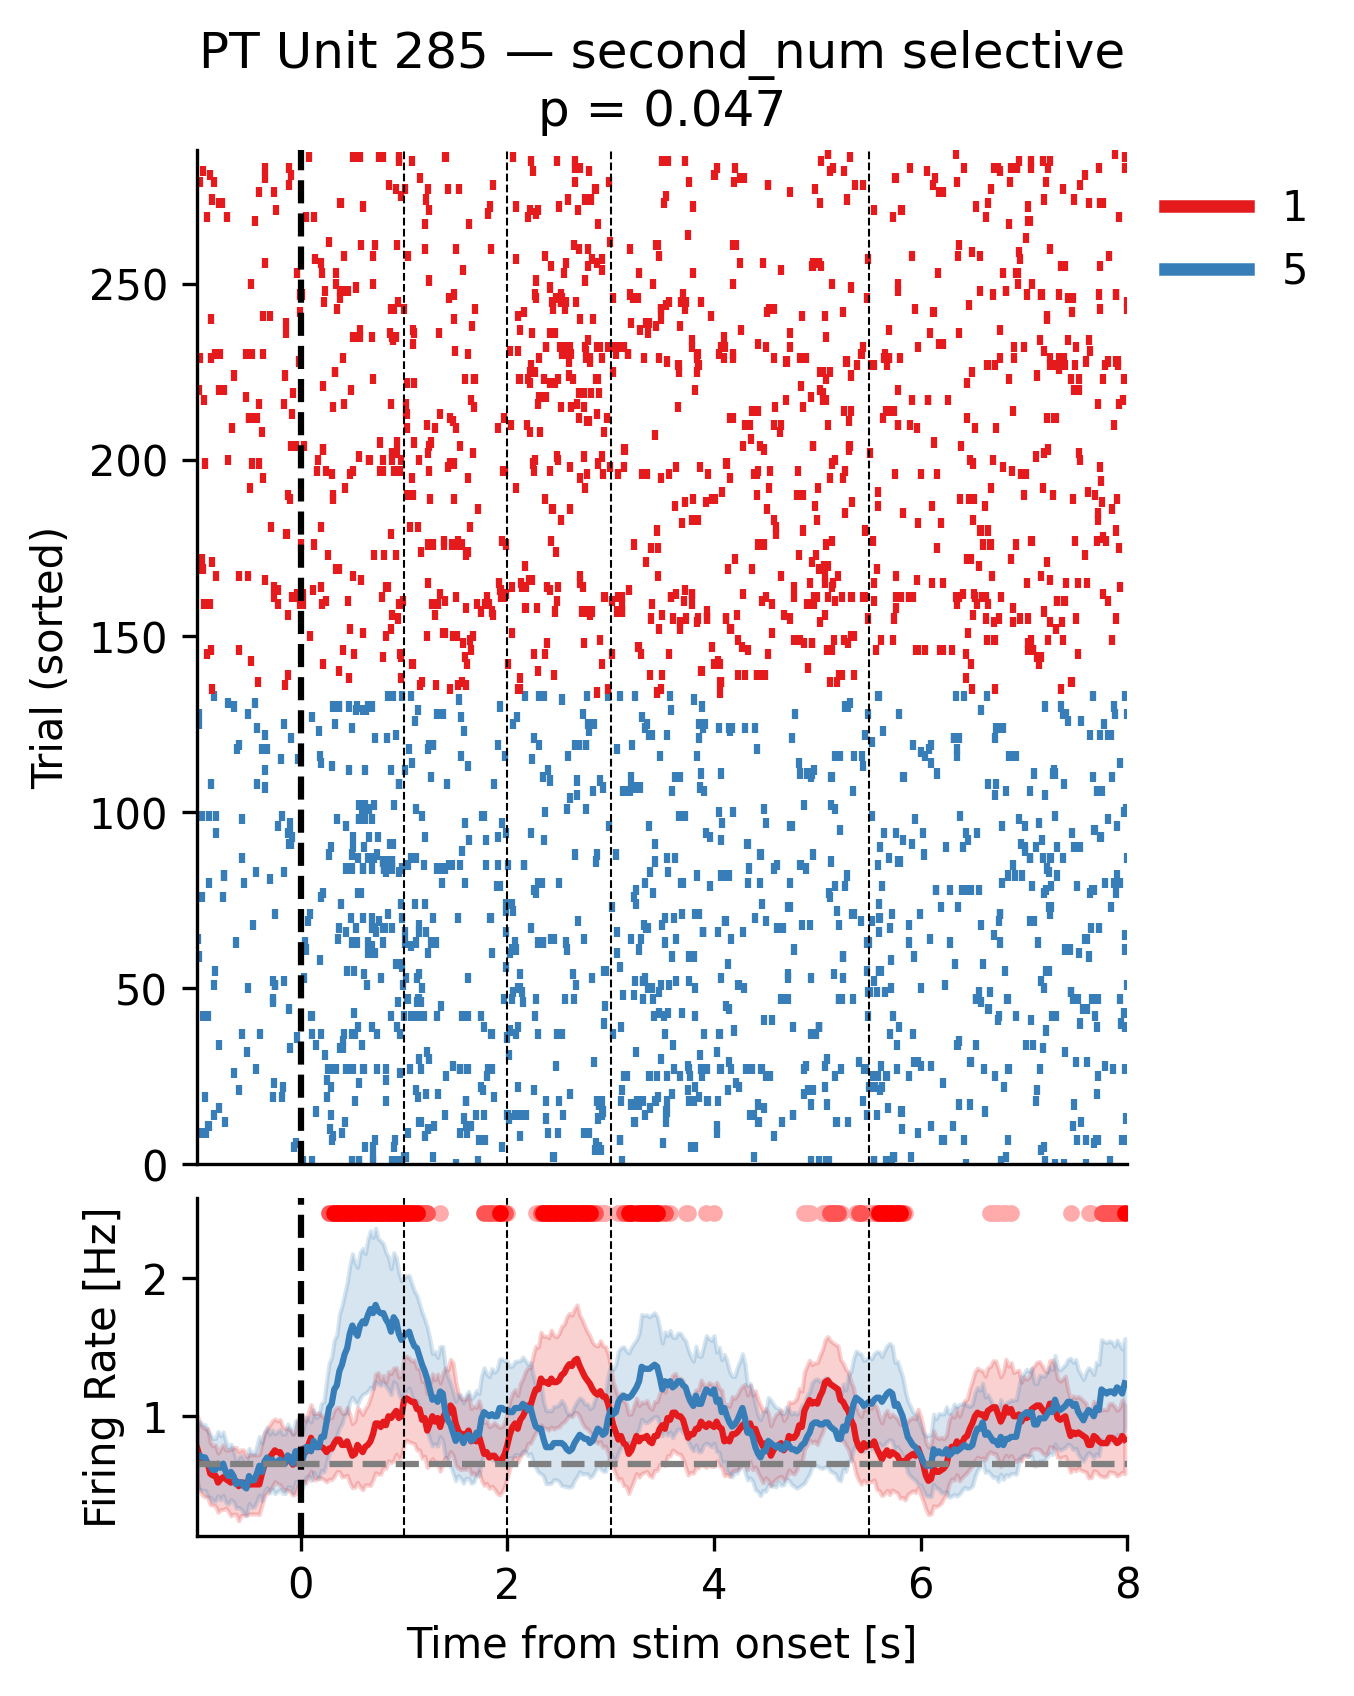 PT Unit 285 — second_num selective
p = 0.047
1
5
Trial (sorted)
250
200
150
100
50
0
Firing Rate [Hz]
2
1
0 2 4 6 8
Time from stim onset [s]